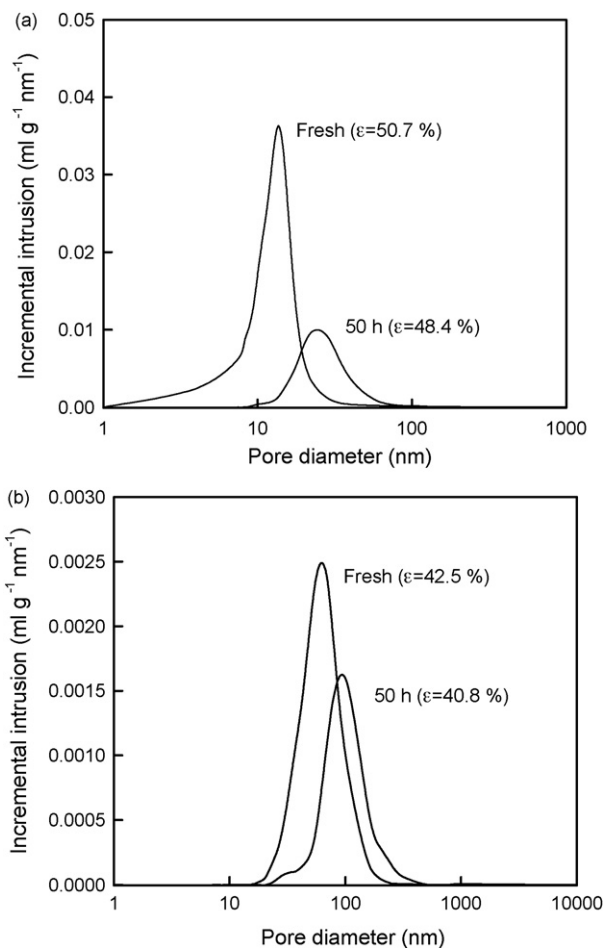 (a)
0.05
0.04
0.03
0.02
0.01
0.00
Incremental intrusion (ml g⁻¹ nm⁻¹)
Fresh (ε=50.7 %)
50 h (ε=48.4 %)
1
10
100
1000
Pore diameter (nm)
(b)
0.0030
0.0025
0.0020
0.0015
0.0010
0.0005
0.0000
Incremental intrusion (ml g⁻¹ nm⁻¹)
Fresh (ε=42.5 %)
50 h (ε=40.8 %)
1
10
100
1000
10000
Pore diameter (nm)